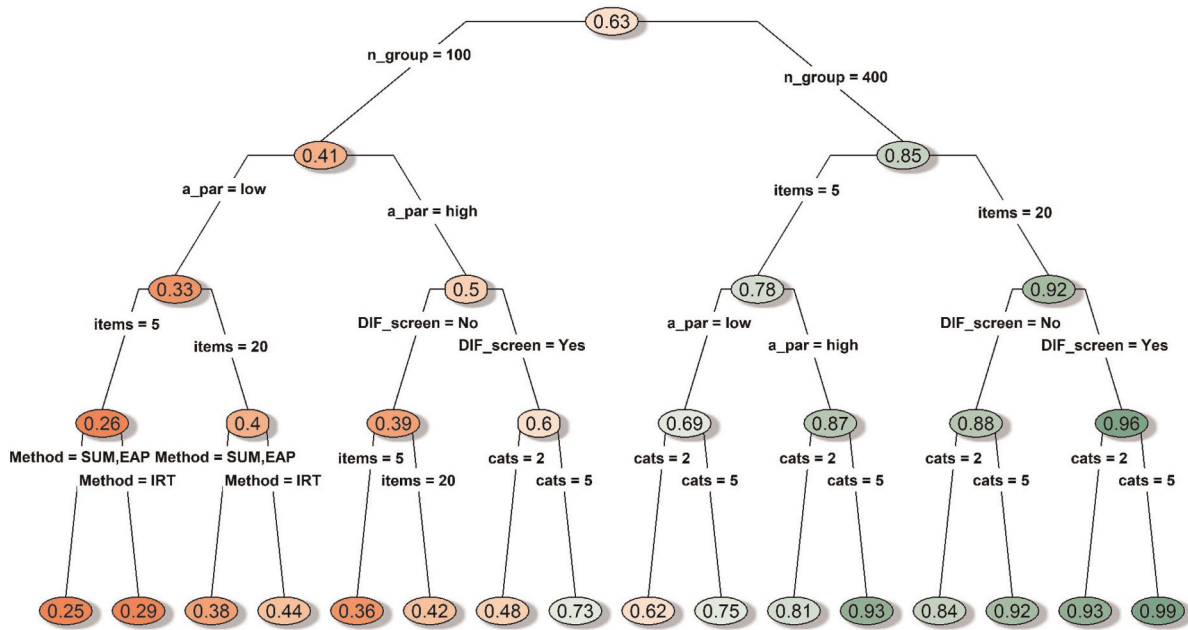 0.63
n_group = 100
n_group = 400
0.41
0.85
a_par = low
a_par = high
items = 5
items = 20
0.33
0.5
0.78
0.92
items = 5
items = 20
DIF_screen = No
DIF_screen = Yes
a_par = low
a_par = high
DIF_screen = No
DIF_screen = Yes
0.26
0.4
0.39
0.6
0.69
0.87
0.88
0.96
Method = SUM,EAP
Method = IRT
Method = SUM,EAP
Method = IRT
items = 5
items = 20
cats = 2
cats = 5
cats = 2
cats = 5
cats = 2
cats = 5
cats = 2
cats = 5
cats = 2
cats = 5
0.25
0.29
0.38
0.44
0.36
0.42
0.48
0.73
0.62
0.75
0.81
0.93
0.84
0.92
0.93
0.99